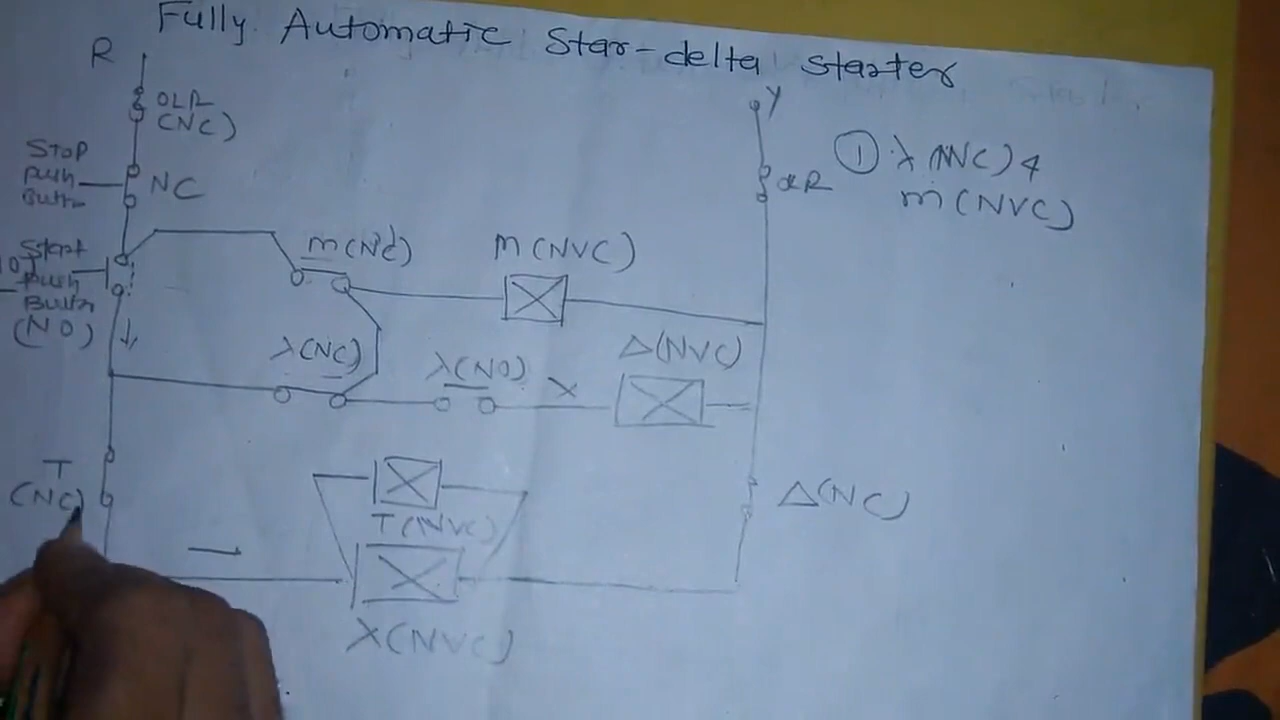 Fully Automatic Star-delta starter
R
OLR
(NC)
Stop
Push
Button
NC
Start
Push
Button
(NO)
m(NC)
M(NVC)
λ(NC)
λ(NO)
X
Δ(NVC)
T
(NC)
T(NVC)
λ(NVC)
Y
OLR
Δ(NC)
① λ (NVC) 4
m(NVC)